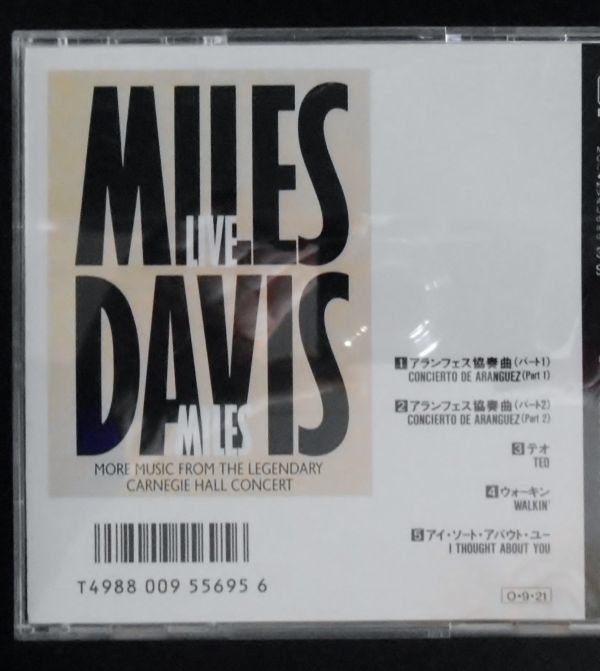 MILES
LIVE
DAVIS
MILES
MORE MUSIC FROM THE LEGENDARY
CARNEGIE HALL CONCERT
T4988 009 55695 6
1 アランフェス協奏曲(パート1)
CONCIERTO DE ARANGUEZ(Part 1)
2 アランフェス協奏曲(パート2)
CONCIERTO DE ARANGUEZ(Part 2)
3 テオ
TEO
4 ウォーキン
WALKIN'
5 アイ・ソート・アバウト・ユー
I THOUGHT ABOUT YOU
O・9・21